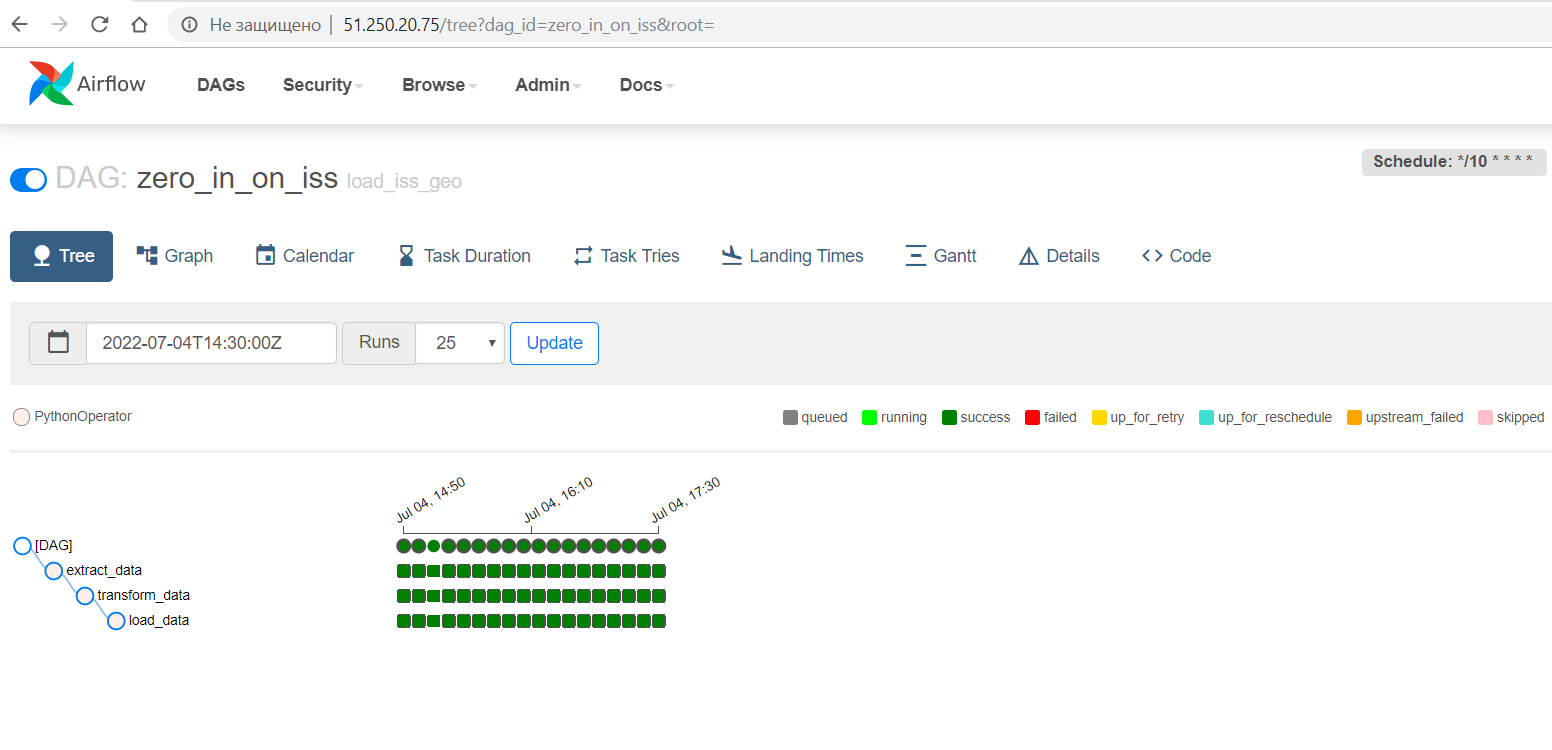 Не защищено | 51.250.20.75/tree?dag_id=zero_in_on_iss&root=
Airflow DAGs Security Browse Admin Docs
Schedule: */10 * * * *
DAG: zero_in_on_iss load_iss_geo
Tree Graph Calendar Task Duration Task Tries Landing Times Gantt Details Code
2022-07-04T14:30:00Z Runs 25 Update
PythonOperator queued running success failed up_for_retry up_for_reschedule upstream_failed skipped
Jul 04, 14:50 Jul 04, 16:10 Jul 04, 17:30
[DAG]
extract_data
transform_data
load_data